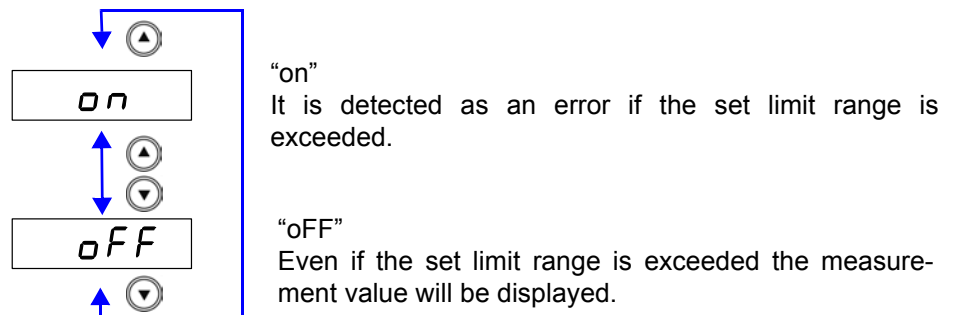 on
“on”
It is detected as an error if the set limit range is
exceeded.
oFF
“oFF”
Even if the set limit range is exceeded the measure-
ment value will be displayed.